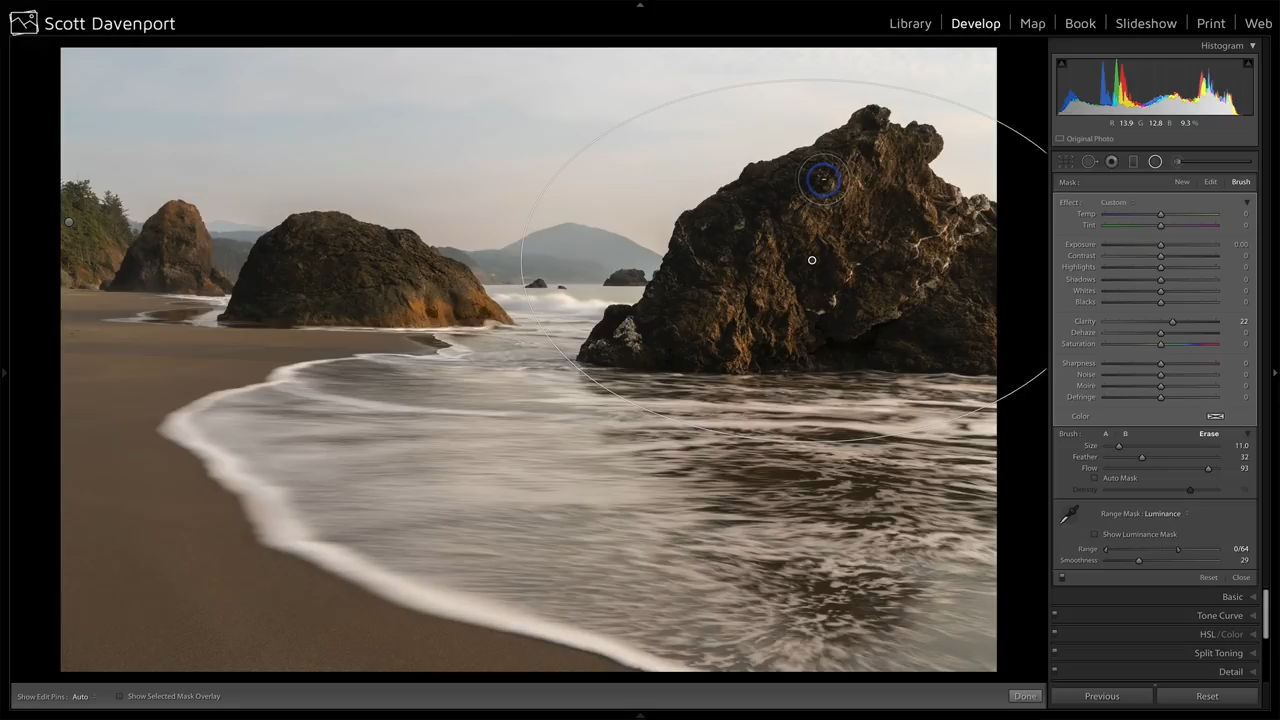 Scott Davenport
Library | Develop | Map | Book | Slideshow | Print | Web
Histogram
R 13.9 G 12.8 B 9.3 %
Original Photo
Mask : New Edit Brush
Effect : Custom
Temp 0
Tint 0
Exposure 0.00
Contrast 0
Highlights 0
Shadows 0
Whites 0
Blacks 0
Clarity 22
Dehaze 0
Saturation 0
Sharpness 0
Noise 0
Moiré 0
Defringe 0
Color
Brush : A B Erase
Size 11.0
Feather 32
Flow 93
Auto Mask
Density
Range Mask : Luminance
Show Luminance Mask
Range 0/64
Smoothness 29
Reset Close
Basic
Tone Curve
HSL / Color
Split Toning
Detail
Show Edit Pins : Auto Show Selected Mask Overlay Done
Previous Reset